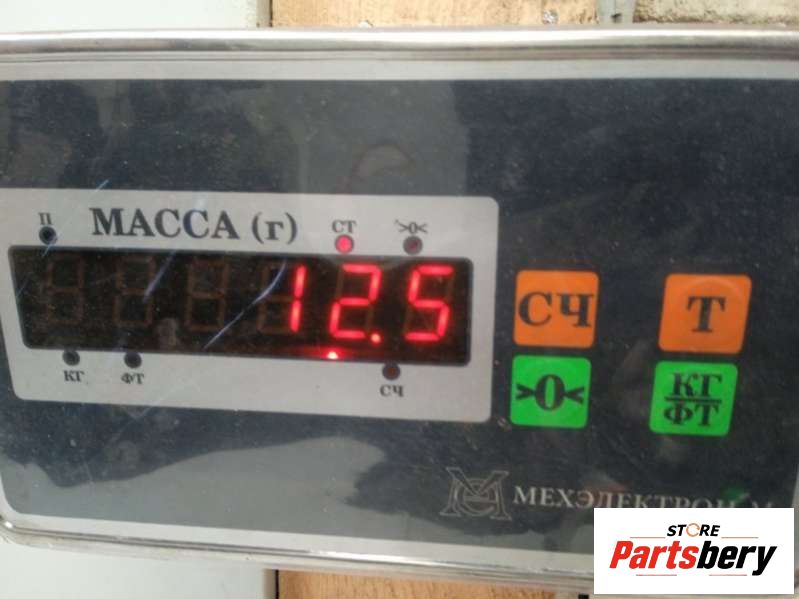 П
МАССА (г)
СТ
>0<
12.5
КГ
ФТ
СЧ
СЧ
Т
>0<
КГ
ФТ
МЕХЭЛЕКТРОН
STORE
Partsbery